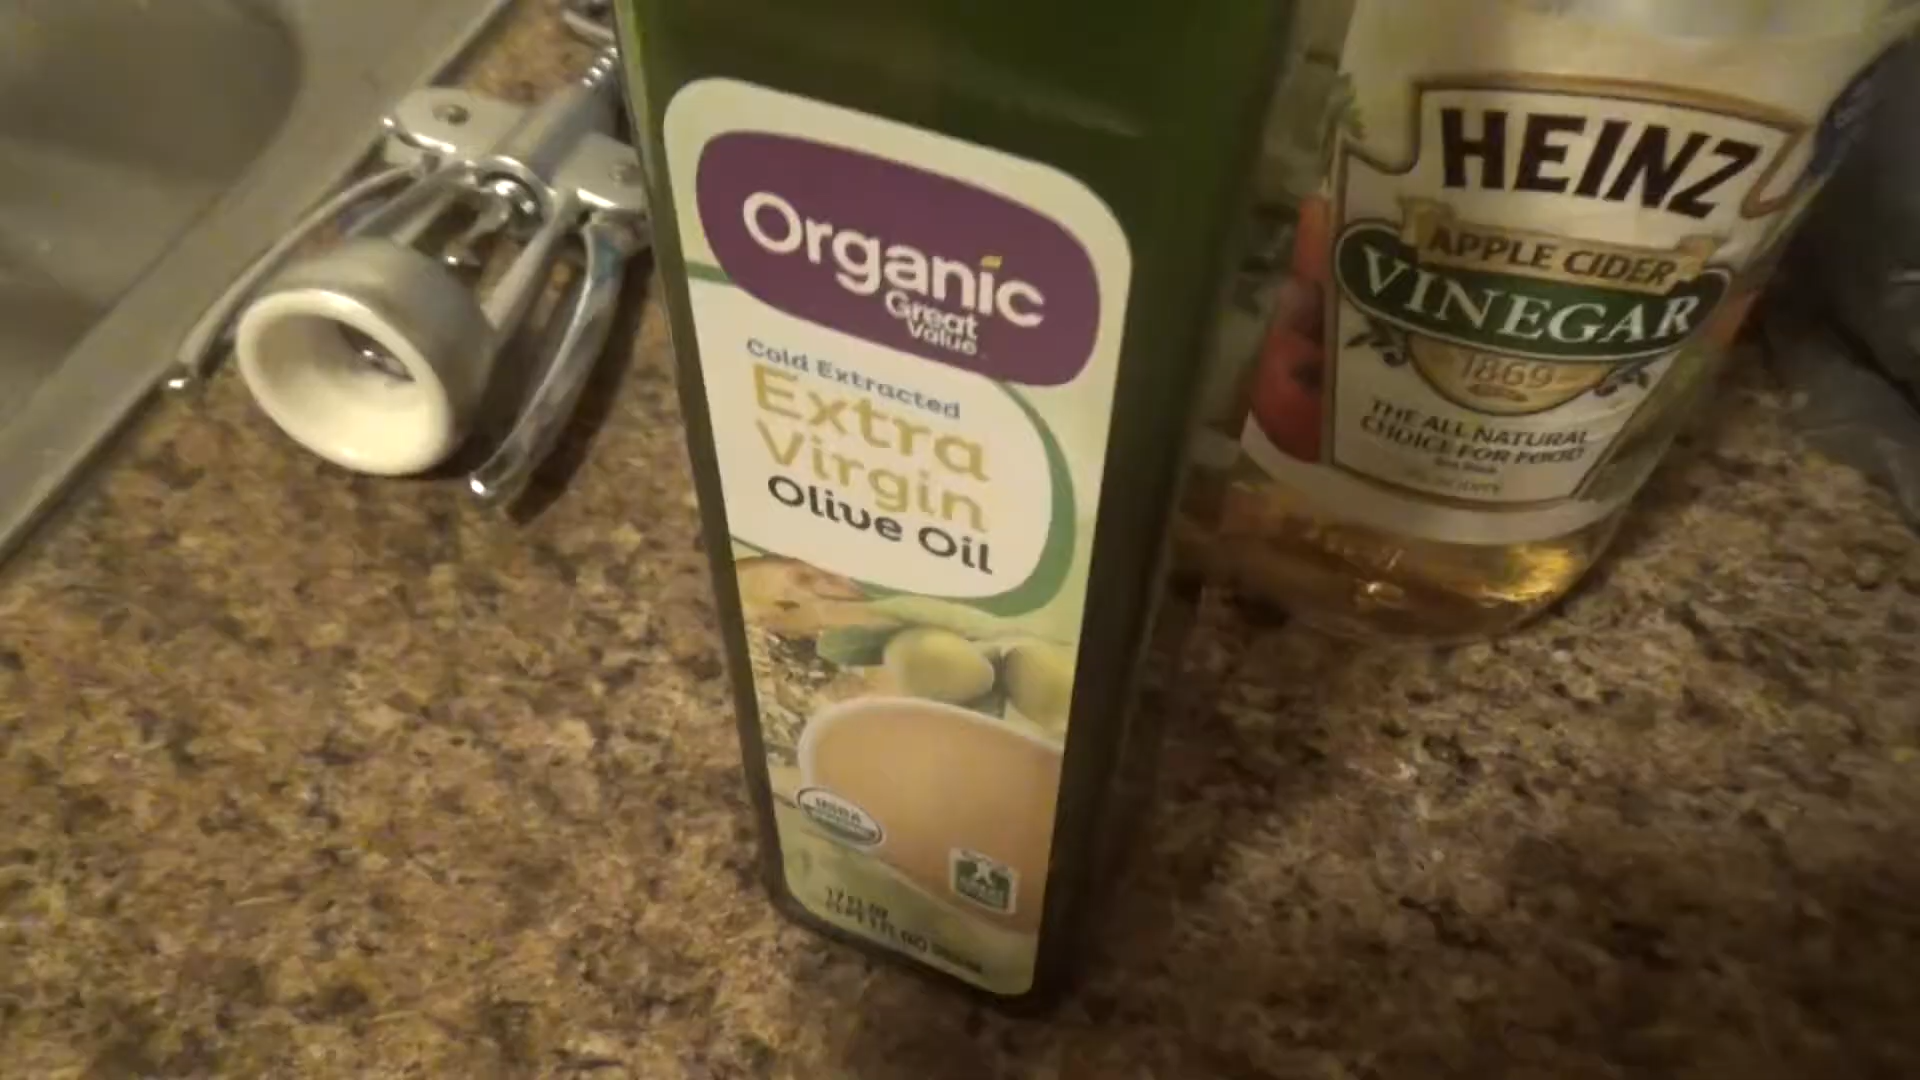 Organic
Great
Value
Cold Extracted
Extra
Virgin
Olive Oil
USDA
HEINZ
APPLE CIDER
VINEGAR
1869
THE ALL NATURAL
CHOICE FOR FOOD